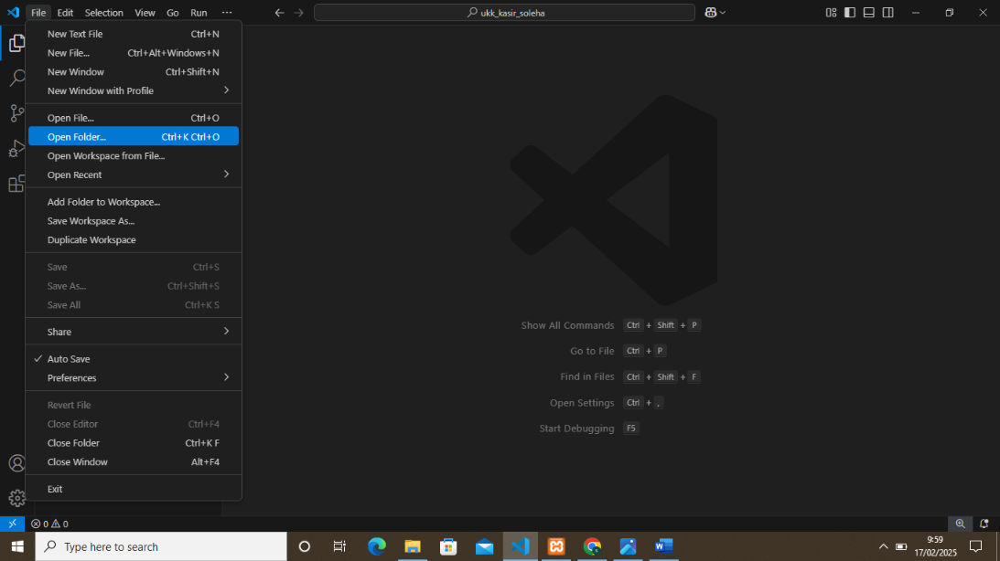 File Edit Selection View Go Run ···
ukk_kasir_soleha
New Text File Ctrl+N
New File... Ctrl+Alt+Windows+N
New Window Ctrl+Shift+N
New Window with Profile
Open File... Ctrl+O
Open Folder... Ctrl+K Ctrl+O
Open Workspace from File...
Open Recent
Add Folder to Workspace...
Save Workspace As...
Duplicate Workspace
Save Ctrl+S
Save As... Ctrl+Shift+S
Save All Ctrl+K S
Share
Auto Save
Preferences
Revert File
Close Editor Ctrl+F4
Close Folder Ctrl+K F
Close Window Alt+F4
Exit
Show All Commands Ctrl + Shift + P
Go to File Ctrl + P
Find in Files Ctrl + Shift + F
Open Settings Ctrl + ,
Start Debugging F5
0 0
Type here to search
9:59
17/02/2025